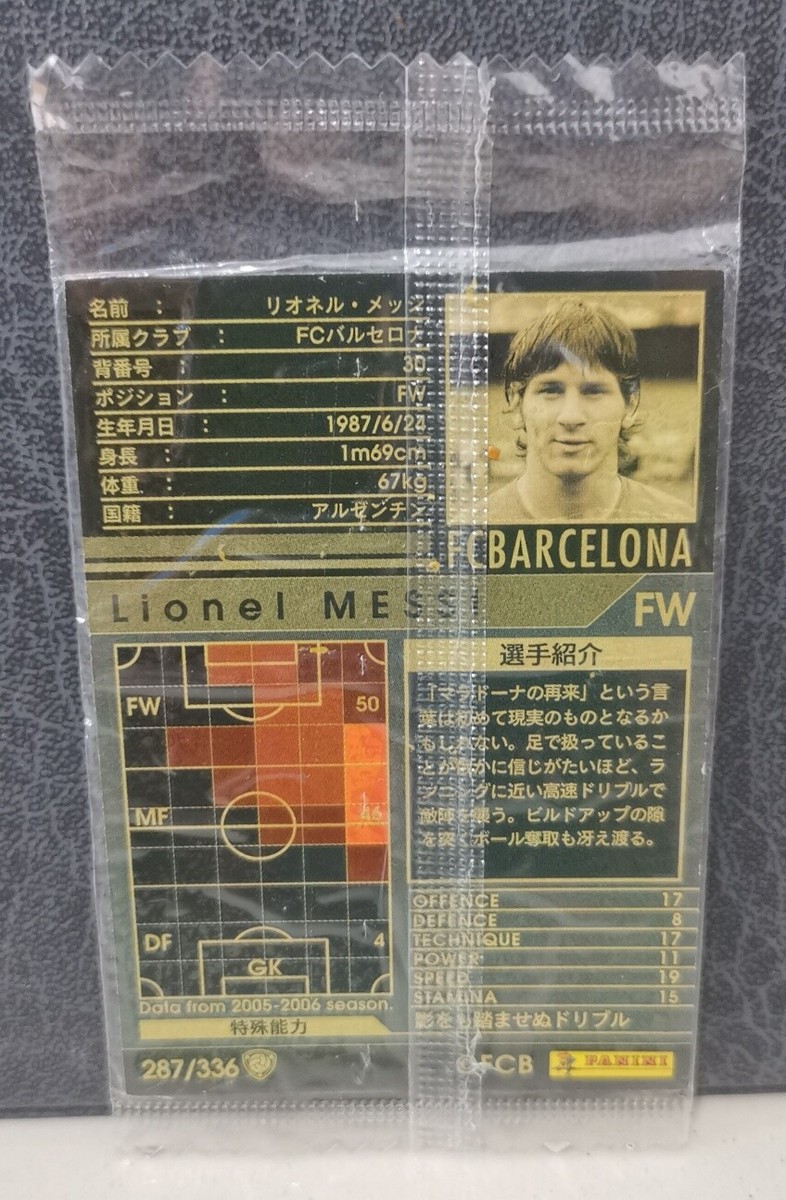 名前 : リオネル・メッシ
所属クラブ : FCバルセロナ
背番号 : 30
ポジション : FW
生年月日 : 1987/6/24
身長 : 1m69cm
体重 : 67kg
国籍 : アルゼンチン
FCBARCELONA
Lionel MESSI
FW
FW 50
MF 46
DF 4
GK
Data from 2005-2006 season.
特殊能力
選手紹介
「マラドーナの再来」という言
葉は初めて現実のものとなるか
もしれない。足で扱っているこ
とが確かに信じがたいほど、ラ
ンニングに近い高速ドリブルで
敵陣を襲う。ビルドアップの隙
を突くボール奪取も冴え渡る。
OFFENCE 17
DEFENCE 8
TECHNIQUE 17
POWER 11
SPEED 19
STAMINA 15
影をも踏ませぬドリブル
287/336
©FCB
PANINI